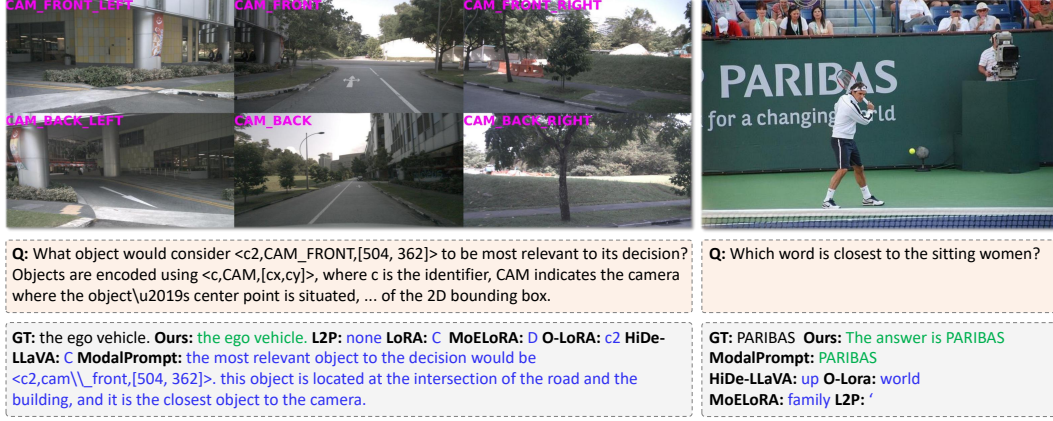 CAM_FRONT_LEFT
CAM_FRONT
CAM_FRONT_RIGHT
CAM_BACK_LEFT
CAM_BACK
CAM_BACK_RIGHT
PARIBAS
for a changing world
Q: What object would consider <c2,CAM_FRONT,[504, 362]> to be most relevant to its decision?
Objects are encoded using <c,CAM,[cx,cy]>, where c is the identifier, CAM indicates the camera
where the object\u2019s center point is situated, ... of the 2D bounding box.
Q: Which word is closest to the sitting women?
GT: the ego vehicle. Ours: the ego vehicle. L2P: none LoRA: C MoELoRA: D O-LoRA: c2 HiDe-
LLaVA: C ModalPrompt: the most relevant object to the decision would be
<c2,cam\\_front,[504, 362]>. this object is located at the intersection of the road and the
building, and it is the closest object to the camera.
GT: PARIBAS Ours: The answer is PARIBAS
ModalPrompt: PARIBAS
HiDe-LLaVA: up O-Lora: world
MoELoRA: family L2P: ‘